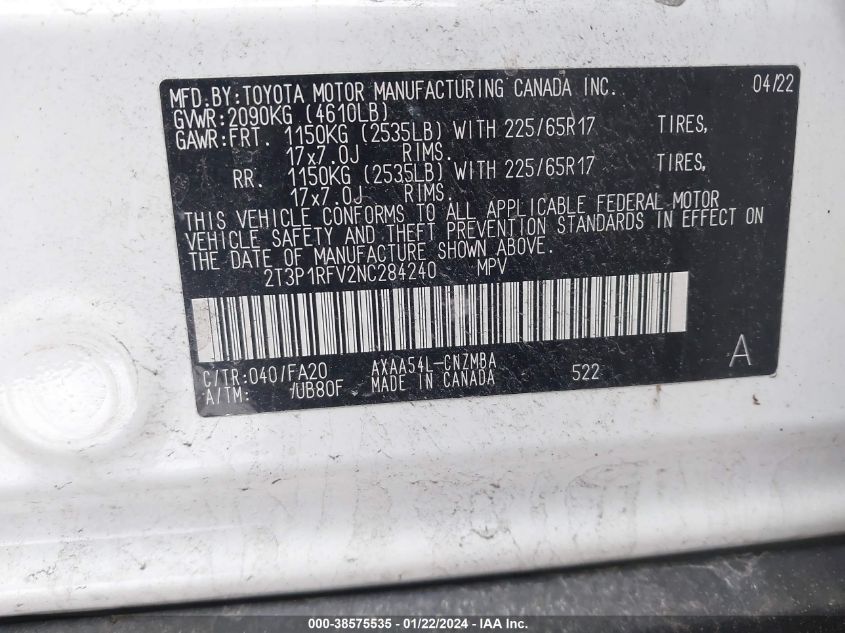 MFD.BY:TOYOTA MOTOR MANUFACTURING CANADA INC. 04/22
GVWR:2090KG (4610LB)
GAWR:FRT. 1150KG (2535LB) WITH 225/65R17 TIRES,
17x7.0J RIMS.
RR. 1150KG (2535LB) WITH 225/65R17 TIRES,
17x7.0J RIMS.
THIS VEHICLE CONFORMS TO ALL APPLICABLE FEDERAL MOTOR
VEHICLE SAFETY AND THEFT PREVENTION STANDARDS IN EFFECT ON
THE DATE OF MANUFACTURE SHOWN ABOVE.
2T3P1RFV2NC284240 MPV
C/TR:040/FA20 AXAA54L-CNZMBA 522 A
A/TM: /UB80F MADE IN CANADA
000-38575535 - 01/22/2024 - IAA Inc.